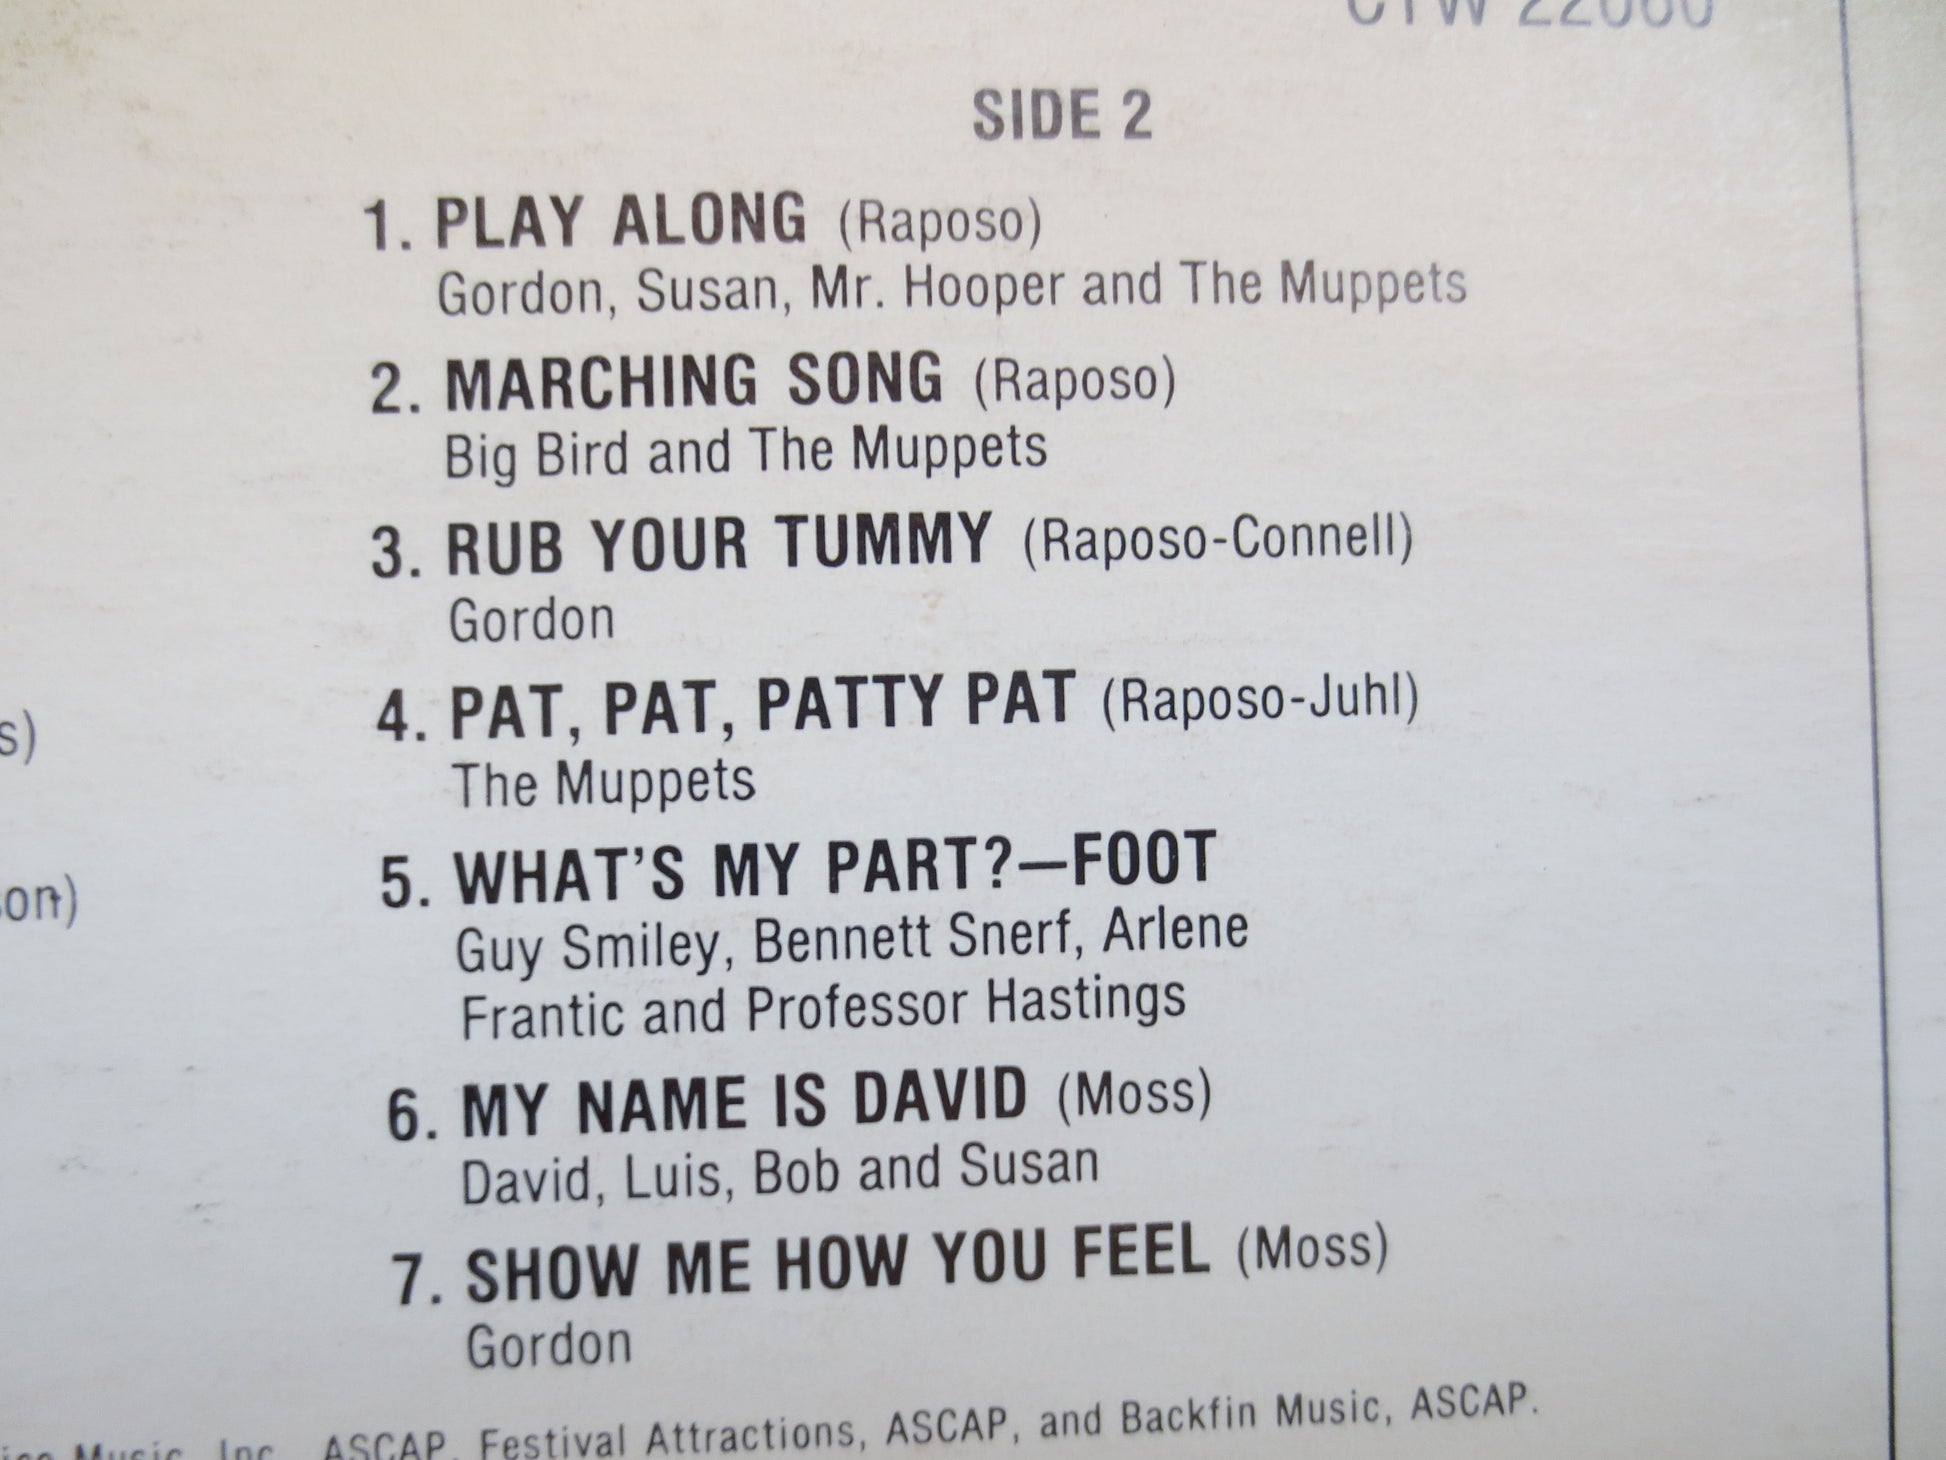 SIDE 2
1. PLAY ALONG (Raposo)
Gordon, Susan, Mr. Hooper and The Muppets
2. MARCHING SONG (Raposo)
Big Bird and The Muppets
3. RUB YOUR TUMMY (Raposo-Connell)
Gordon
4. PAT, PAT, PATTY PAT (Raposo-Juhl)
The Muppets
5. WHAT'S MY PART?—FOOT
Guy Smiley, Bennett Snerf, Arlene
Frantic and Professor Hastings
6. MY NAME IS DAVID (Moss)
David, Luis, Bob and Susan
7. SHOW ME HOW YOU FEEL (Moss)
Gordon
Music, Inc., ASCAP, Festival Attractions, ASCAP, and Backfin Music, ASCAP.